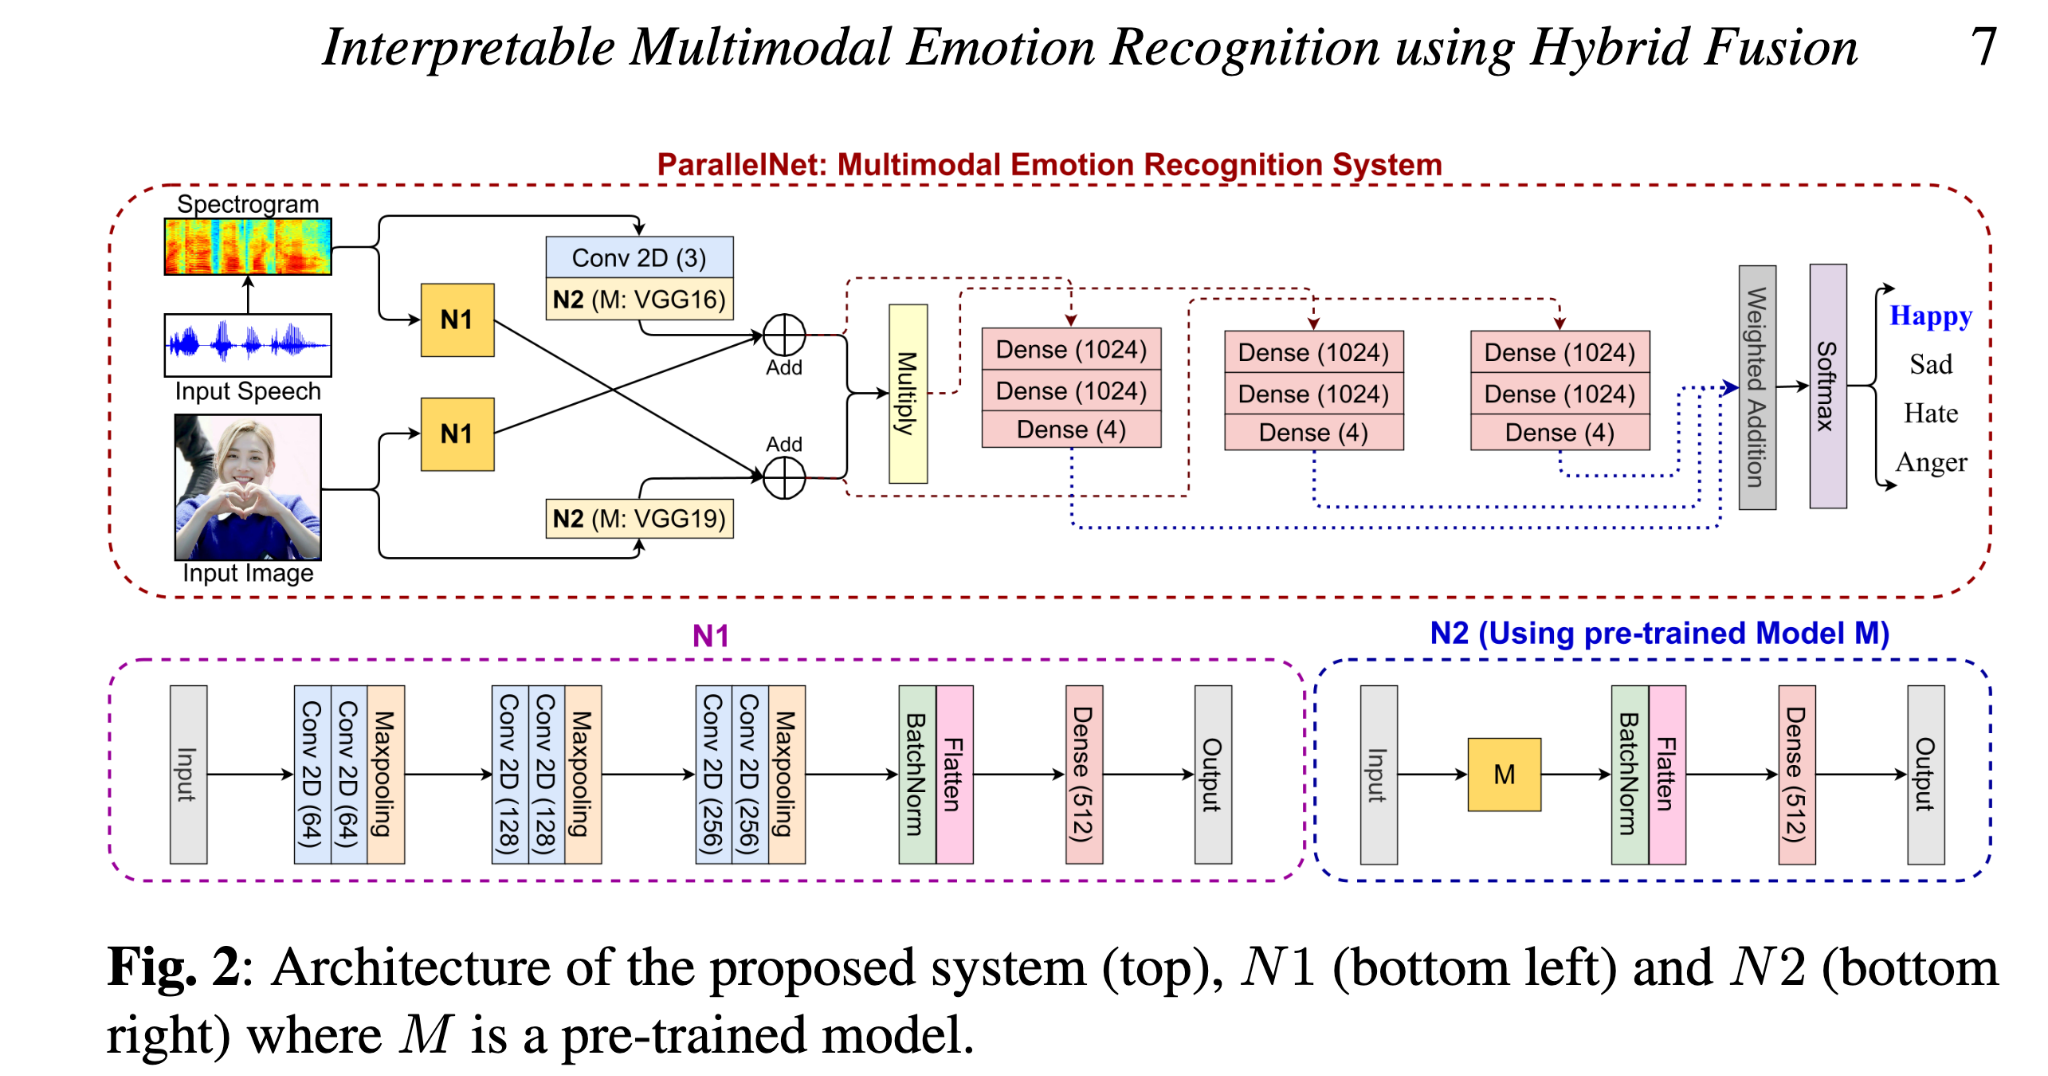 Interpretable Multimodal Emotion Recognition using Hybrid Fusion 7
ParallelNet: Multimodal Emotion Recognition System
Spectrogram
Input Speech
Input Image
N1
N1
Conv 2D (3)
N2 (M: VGG16)
N2 (M: VGG19)
Add
Add
Multiply
Dense (1024)
Dense (1024)
Dense (4)
Dense (1024)
Dense (1024)
Dense (4)
Dense (1024)
Dense (1024)
Dense (4)
Weighted Addition
Softmax
Happy
Sad
Hate
Anger
N1
Input
Conv 2D (64)
Conv 2D (64)
Maxpooling
Conv 2D (128)
Conv 2D (128)
Maxpooling
Conv 2D (256)
Conv 2D (256)
Maxpooling
BatchNorm
Flatten
Dense (512)
Output
N2 (Using pre-trained Model M)
Input
M
BatchNorm
Flatten
Dense (512)
Output
Fig. 2: Architecture of the proposed system (top), N1 (bottom left) and N2 (bottom
right) where M is a pre-trained model.